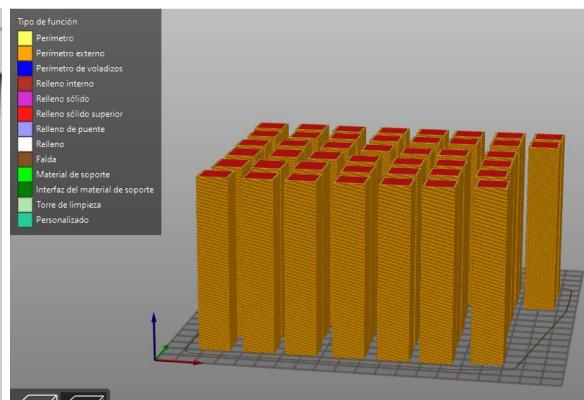 Tipo de función
Perímetro
Perímetro externo
Perímetro de voladizos
Relleno interno
Relleno sólido
Relleno sólido superior
Relleno de puente
Relleno
Falda
Material de soporte
Interfaz del material de soporte
Torre de limpieza
Personalizado